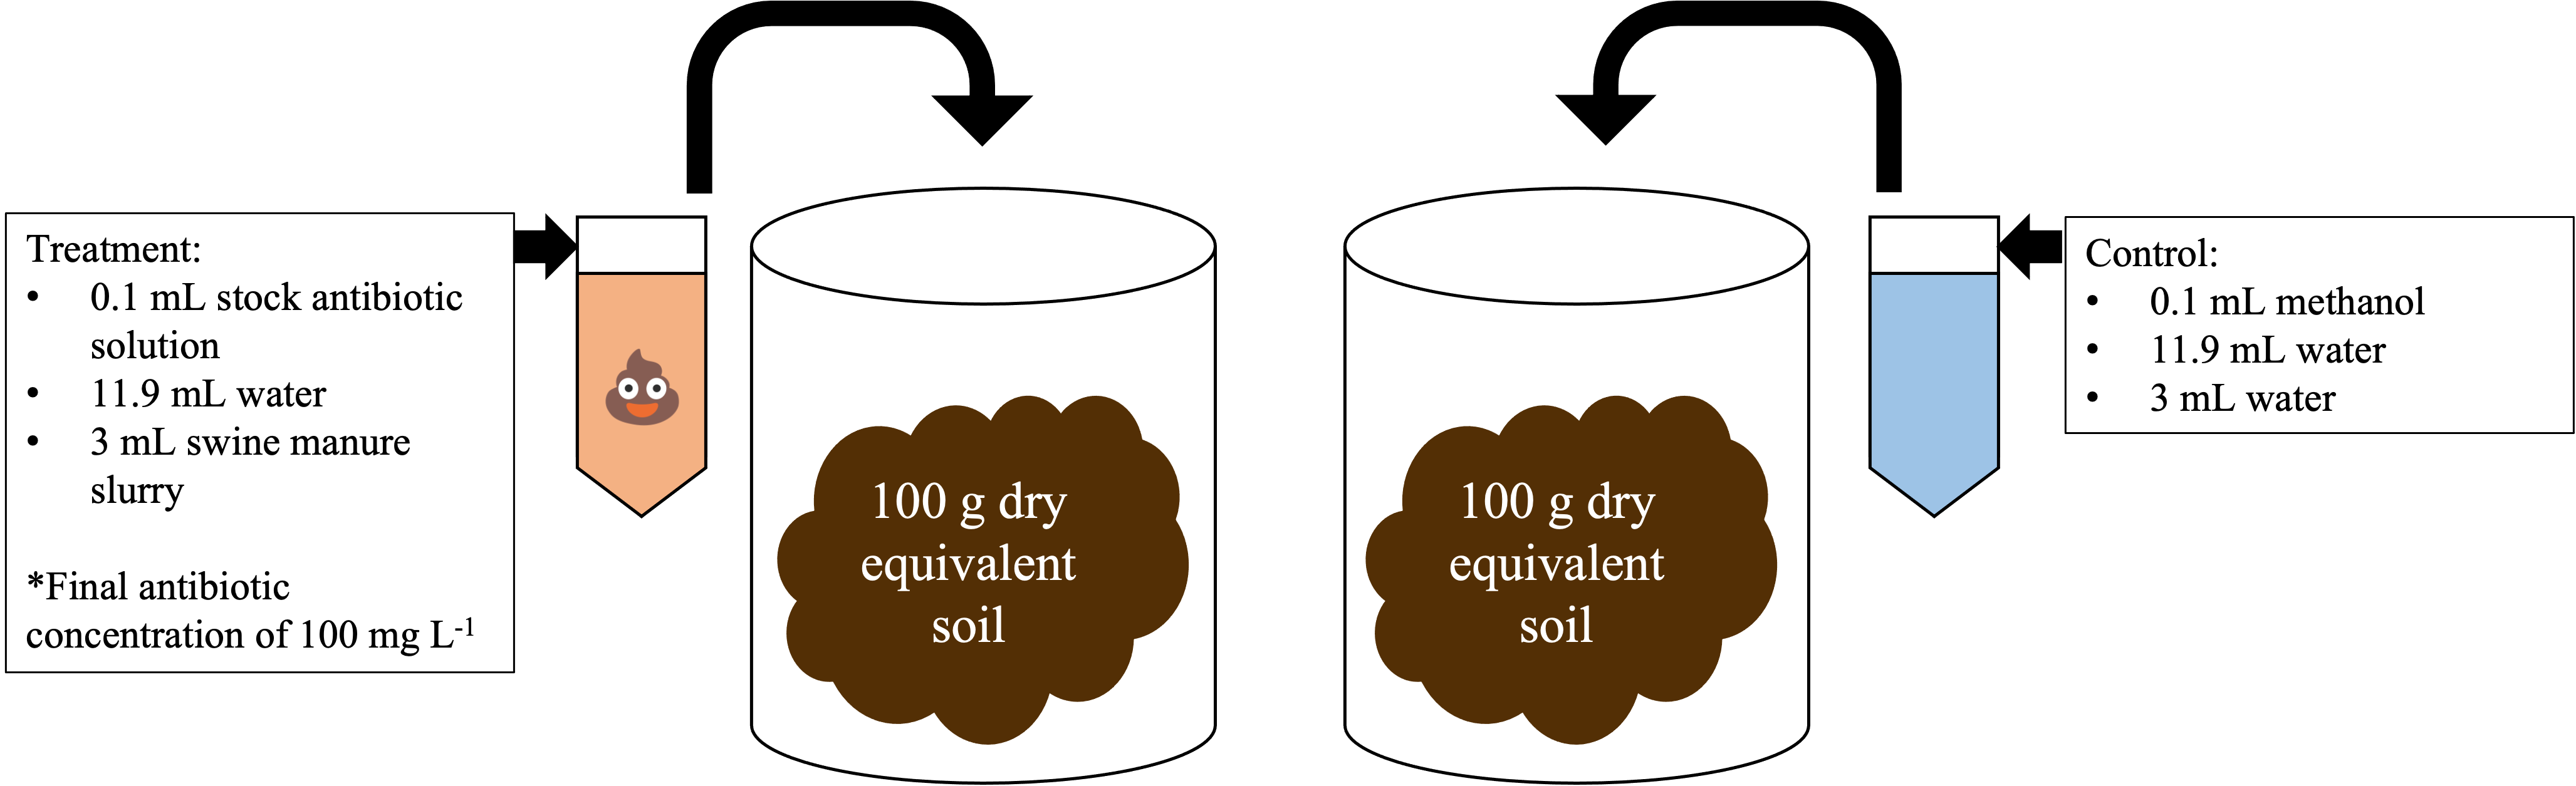 Treatment:
• 0.1 mL stock antibiotic
solution
• 11.9 mL water
• 3 mL swine manure
slurry
*Final antibiotic
concentration of 100 mg L⁻¹
100 g dry
equivalent
soil
100 g dry
equivalent
soil
Control:
• 0.1 mL methanol
• 11.9 mL water
• 3 mL water